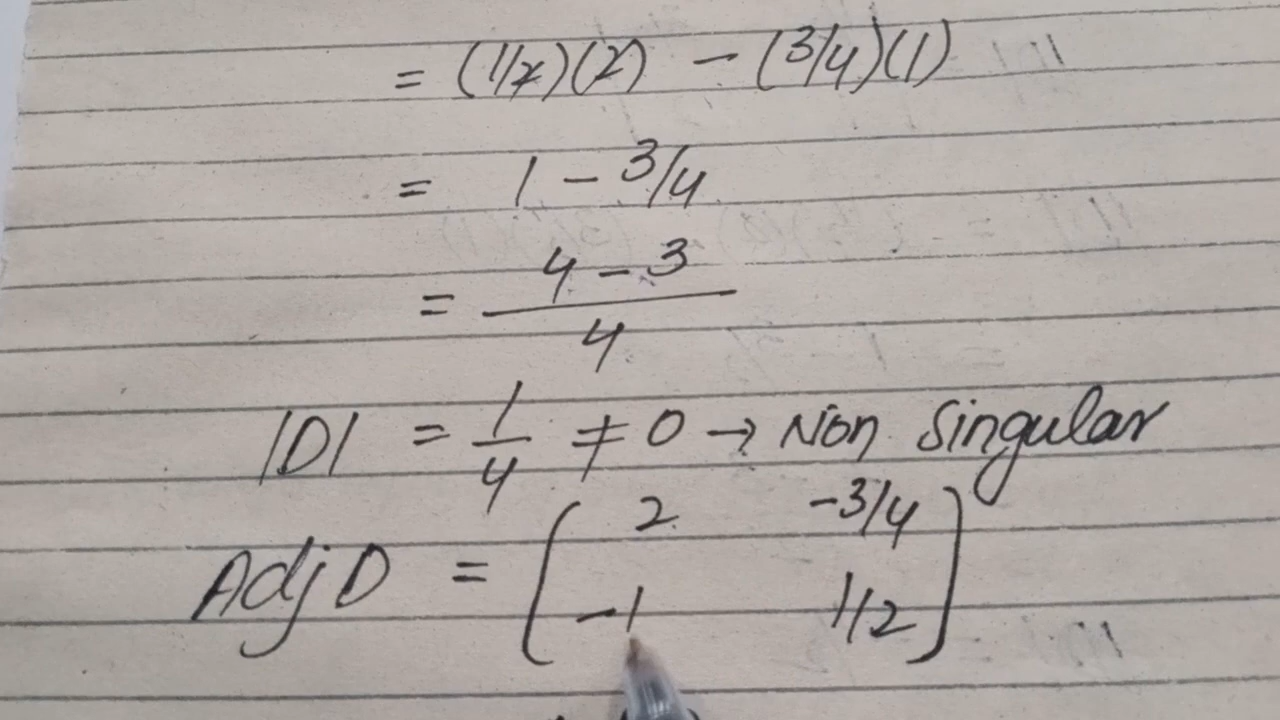 = (1/2)(2) - (3/4)(1)
= 1 - 3/4
= 4 - 3
4
|D| = 1/4 ≠ 0 → Non Singular
Adj D = [ 2 -3/4
-1 1/2 ]